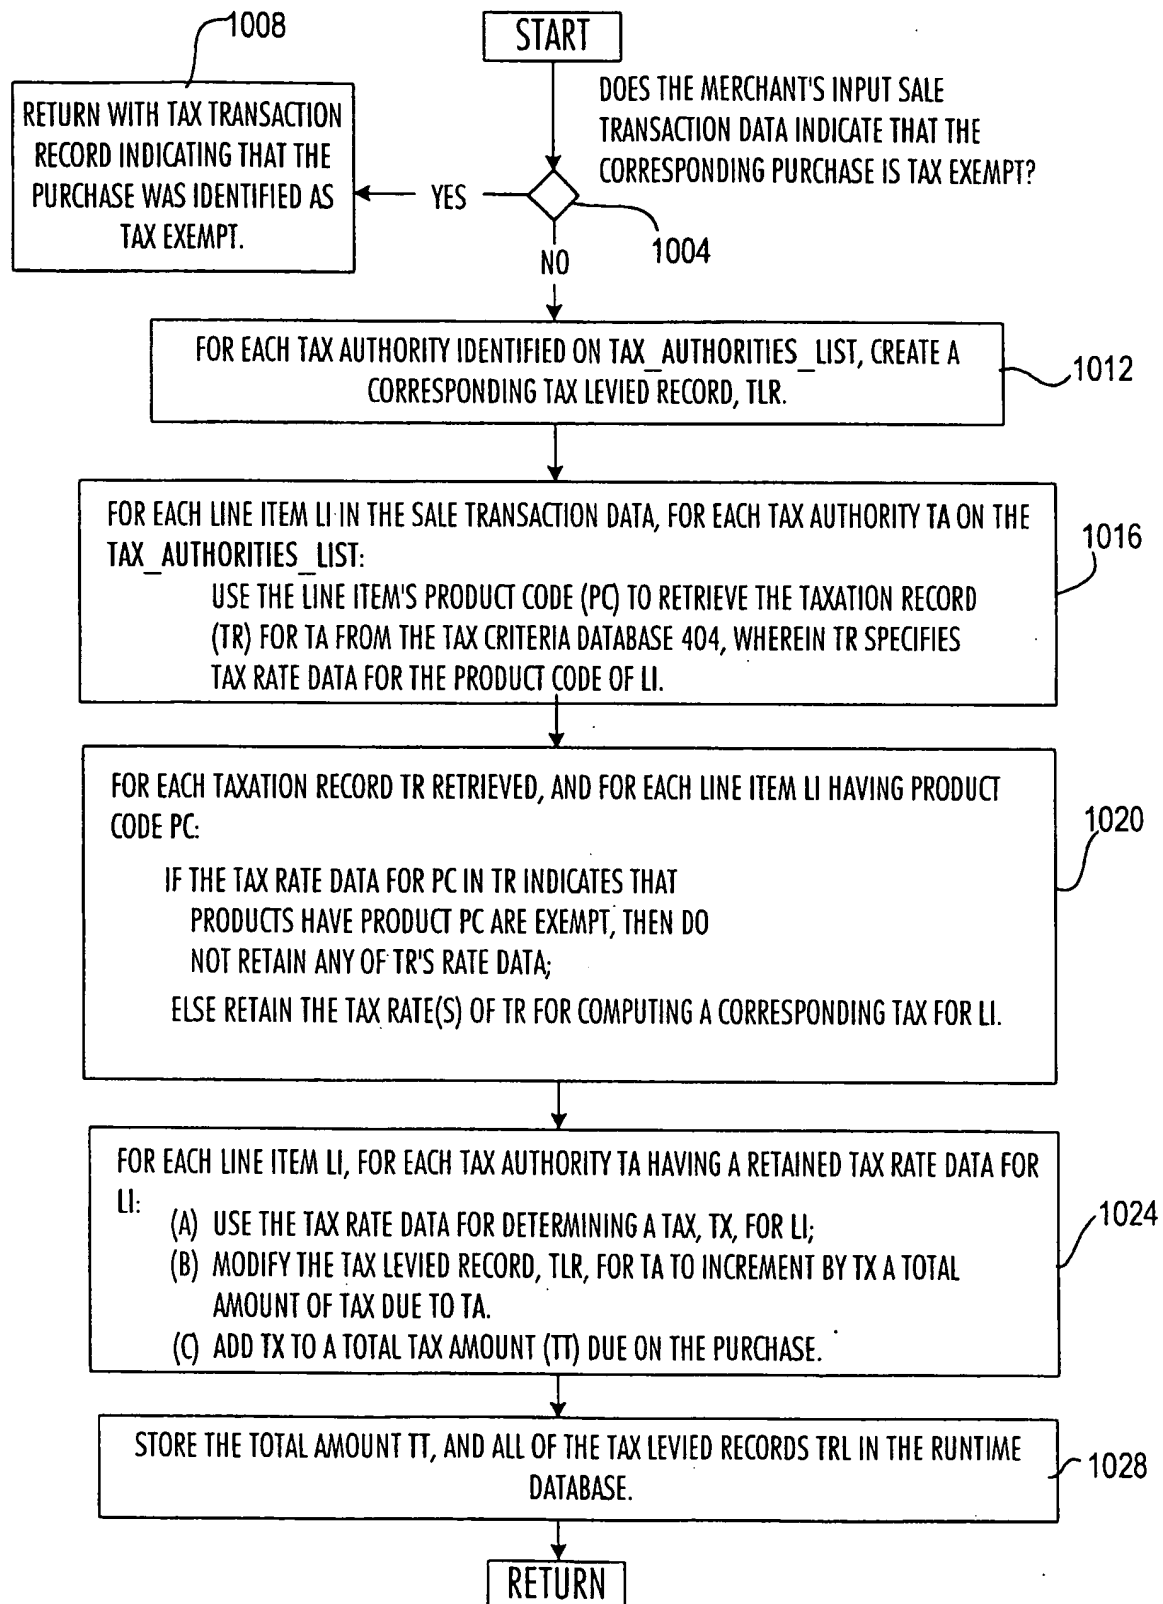 1008
START
DOES THE MERCHANT'S INPUT SALE
TRANSACTION DATA INDICATE THAT THE
CORRESPONDING PURCHASE IS TAX EXEMPT?
RETURN WITH TAX TRANSACTION
RECORD INDICATING THAT THE
PURCHASE WAS IDENTIFIED AS
TAX EXEMPT.
YES
1004
NO
FOR EACH TAX AUTHORITY IDENTIFIED ON TAX_AUTHORITIES_LIST, CREATE A
CORRESPONDING TAX LEVIED RECORD, TLR.
1012
FOR EACH LINE ITEM LI IN THE SALE TRANSACTION DATA, FOR EACH TAX AUTHORITY TA ON THE
TAX_AUTHORITIES_LIST:
USE THE LINE ITEM'S PRODUCT CODE (PC) TO RETRIEVE THE TAXATION RECORD
(TR) FOR TA FROM THE TAX CRITERIA DATABASE 404, WHEREIN TR SPECIFIES
TAX RATE DATA FOR THE PRODUCT CODE OF LI.
1016
FOR EACH TAXATION RECORD TR RETRIEVED, AND FOR EACH LINE ITEM LI HAVING PRODUCT
CODE PC:
IF THE TAX RATE DATA FOR PC IN TR INDICATES THAT
PRODUCTS HAVE PRODUCT PC ARE EXEMPT, THEN DO
NOT RETAIN ANY OF TR'S RATE DATA;
ELSE RETAIN THE TAX RATE(S) OF TR FOR COMPUTING A CORRESPONDING TAX FOR LI.
1020
FOR EACH LINE ITEM LI, FOR EACH TAX AUTHORITY TA HAVING A RETAINED TAX RATE DATA FOR
LI:
(A) USE THE TAX RATE DATA FOR DETERMINING A TAX, TX, FOR LI;
(B) MODIFY THE TAX LEVIED RECORD, TLR, FOR TA TO INCREMENT BY TX A TOTAL
AMOUNT OF TAX DUE TO TA.
(C) ADD TX TO A TOTAL TAX AMOUNT (TT) DUE ON THE PURCHASE.
1024
STORE THE TOTAL AMOUNT TT, AND ALL OF THE TAX LEVIED RECORDS TRL IN THE RUNTIME
DATABASE.
1028
RETURN